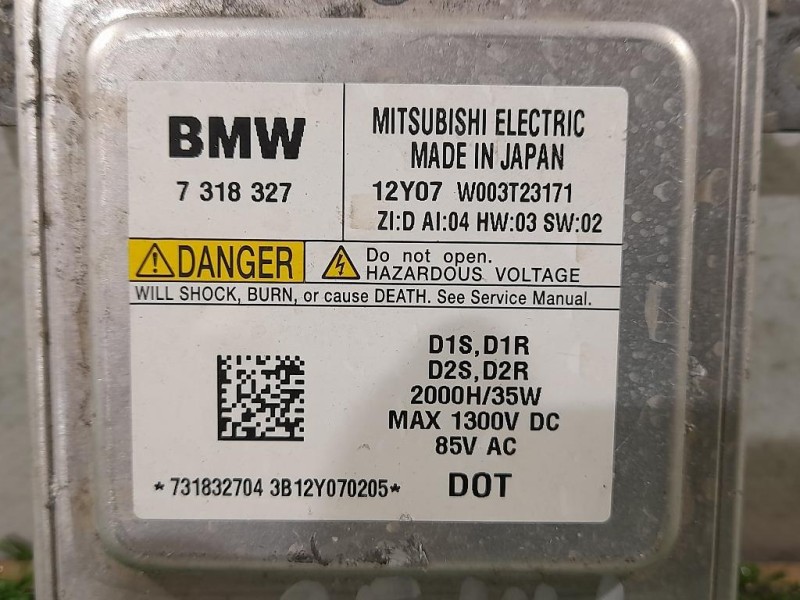 BMW
7 318 327
MITSUBISHI ELECTRIC
MADE IN JAPAN
12Y07 W003T23171
ZI:D AI:04 HW:03 SW:02
DANGER
Do not open.
HAZARDOUS VOLTAGE
WILL SHOCK, BURN, or cause DEATH. See Service Manual.
D1S, D1R
D2S, D2R
2000H/35W
MAX 1300V DC
85V AC
*731832704 3B12Y070205*
DOT